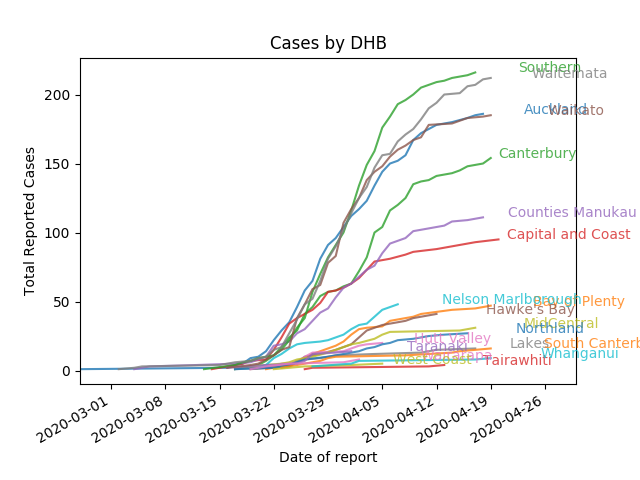 Cases by DHB
Total Reported Cases
200
150
100
50
0
Southern
Waitemata
Auckland
Waikato
Canterbury
Counties Manukau
Capital and Coast
Nelson Marlborough
Bay of Plenty
Hawke's Bay
MidCentral
Northland
Hutt Valley
Lakes
South Canterb
Taranaki
Wairarapa
Whanganui
West Coast
Tairawhiti
2020-03-01
2020-03-08
2020-03-15
2020-03-22
2020-03-29
2020-04-05
2020-04-12
2020-04-19
2020-04-26
Date of report